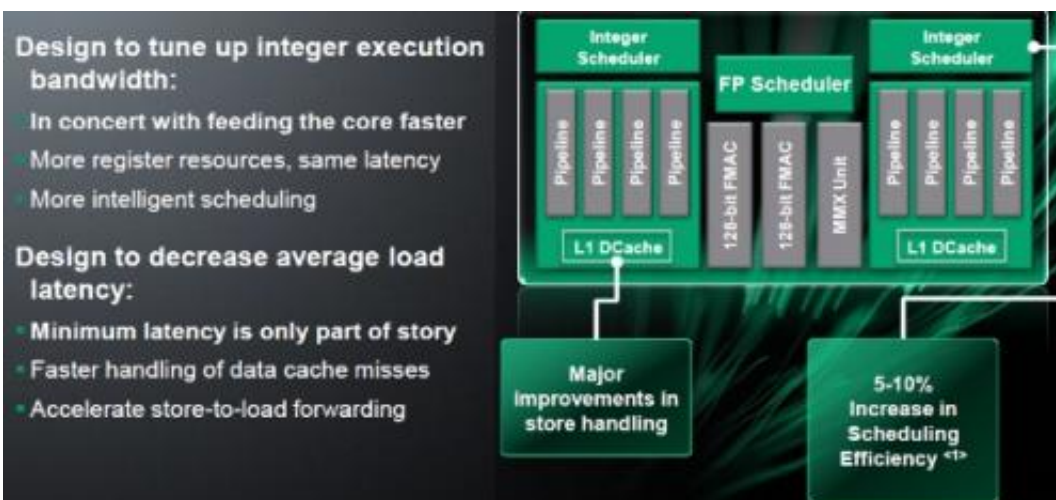 Design to tune up integer execution
bandwidth:
In concert with feeding the core faster
More register resources, same latency
More intelligent scheduling
Design to decrease average load
latency:
Minimum latency is only part of story
Faster handling of data cache misses
Accelerate store-to-load forwarding
Integer
Scheduler
Pipeline
Pipeline
Pipeline
Pipeline
L1 DCache
FP Scheduler
128-bit FMAC
128-bit FMAC
MMX Unit
Integer
Scheduler
Pipeline
Pipeline
Pipeline
Pipeline
L1 DCache
Major
improvements in
store handling
5-10%
Increase in
Scheduling
Efficiency <1>